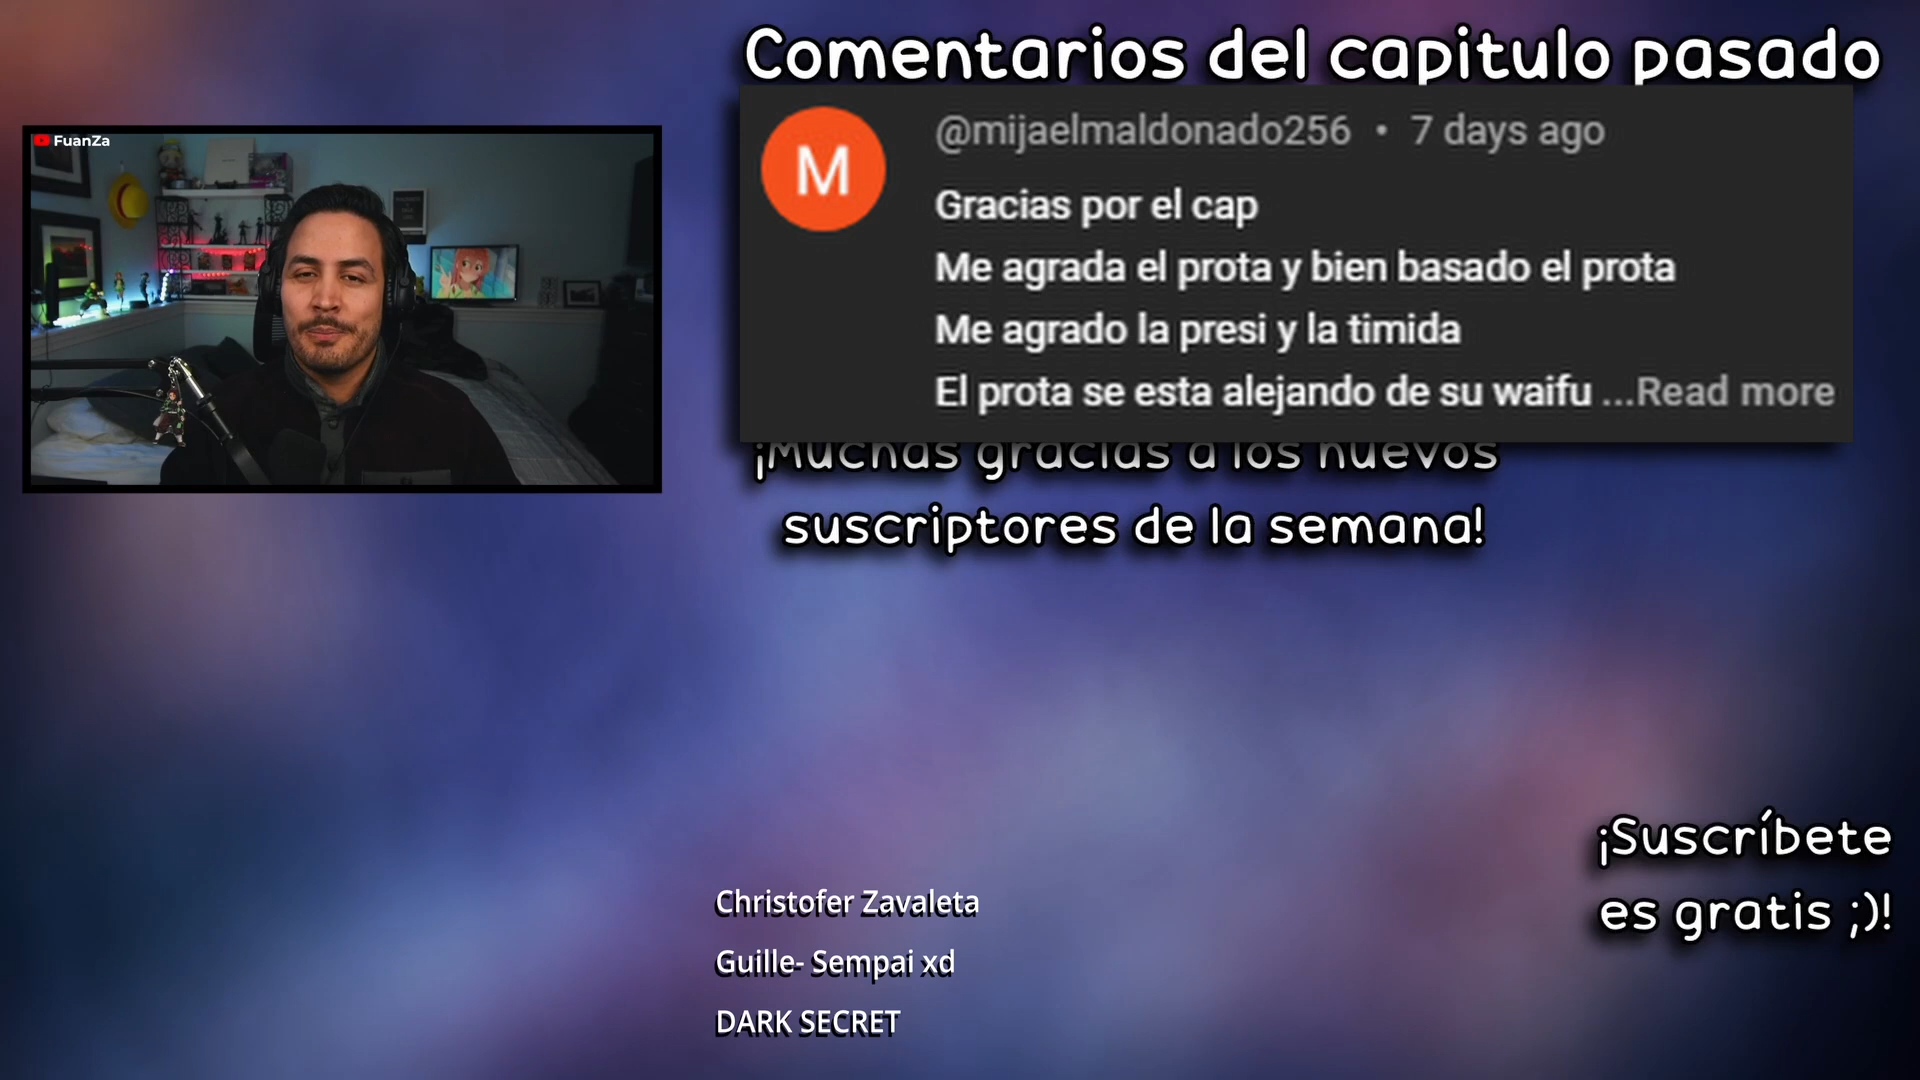 Comentarios del capitulo pasado
FuanZa
M
@mijaelmaldonado256 • 7 days ago
Gracias por el cap
Me agrada el prota y bien basado el prota
Me agrado la presi y la timida
El prota se esta alejando de su waifu ...Read more
¡Muchas gracias a los nuevos
suscriptores de la semana!
¡Suscríbete
es gratis ;)!
Christofer Zavaleta
Guille- Sempai xd
DARK SECRET